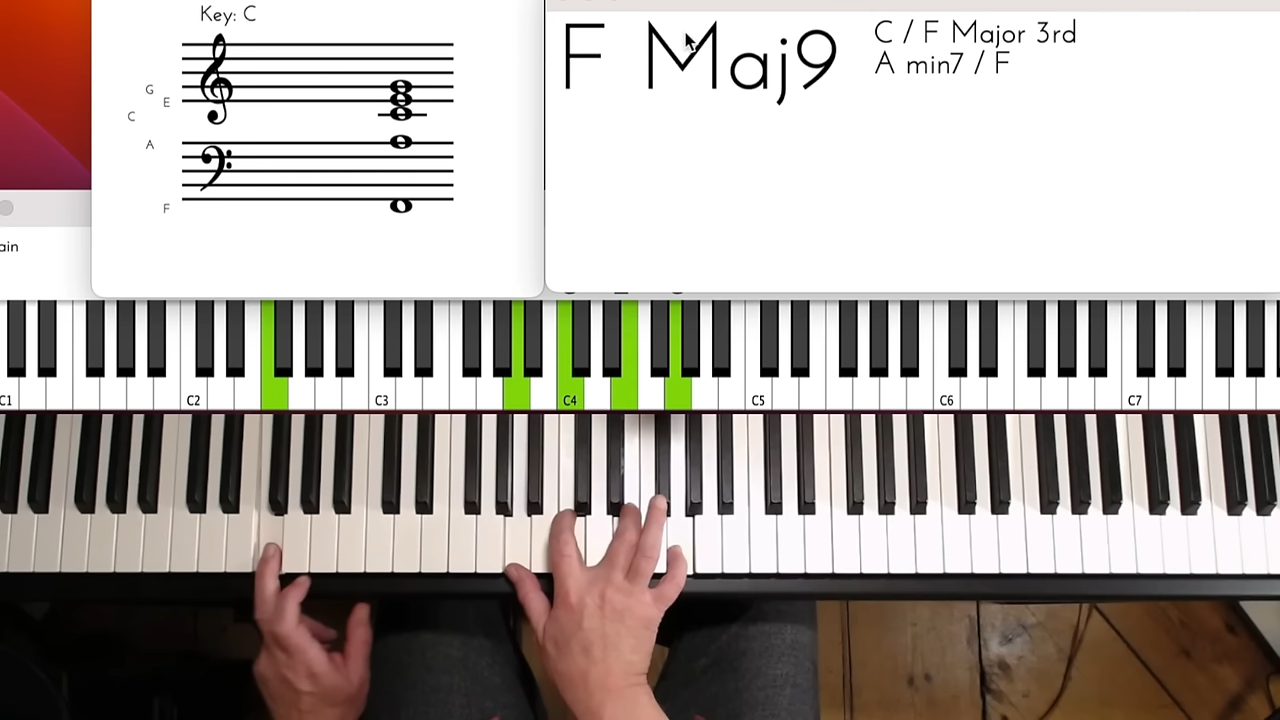 Key: C
G
E
C
A
F
F Maj9
C / F Major 3rd
A min7 / F
ain
C1
C2
C3
C4
C5
C6
C7